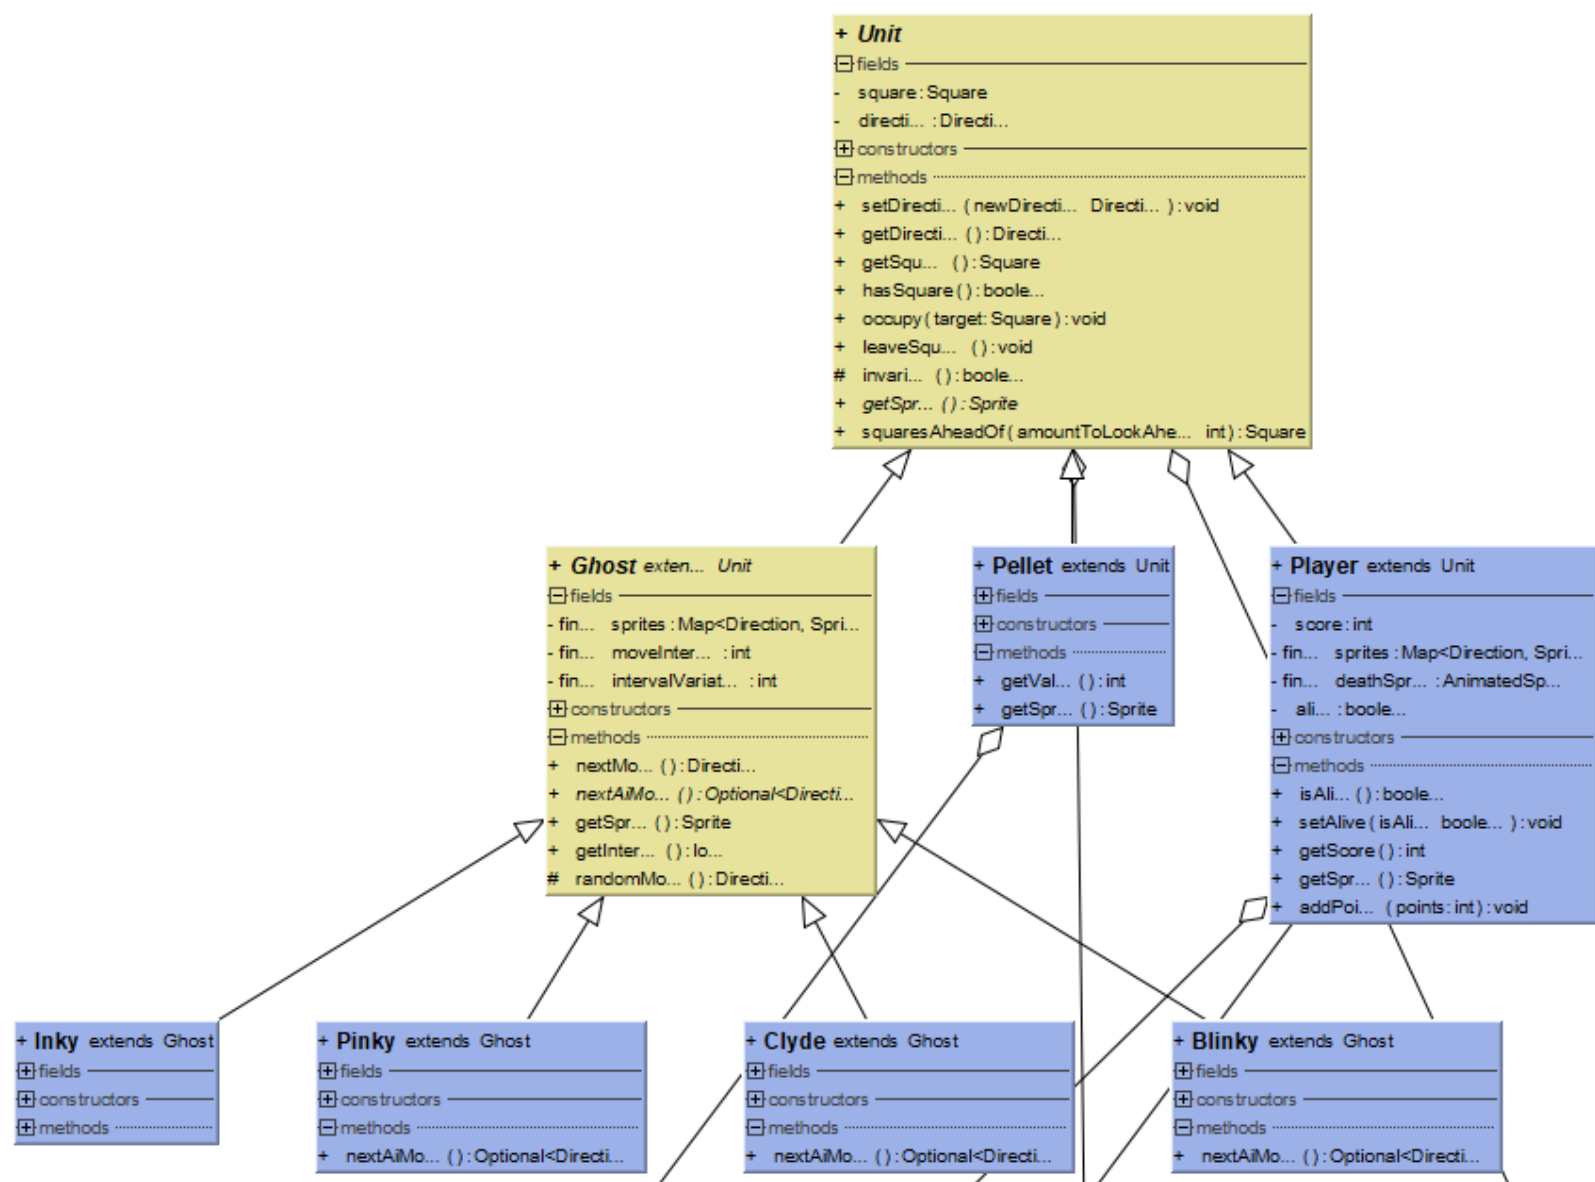 + Unit
fields
- square : Square
- directi... : Directi...
constructors
methods
+ setDirecti... ( newDirecti... Directi... ) : void
+ getDirecti... () : Directi...
+ getSqu... () : Square
+ hasSquare () : boole...
+ occupy ( target: Square ) : void
+ leaveSqu... () : void
# invari... () : boole...
+ getSpr... () : Sprite
+ squaresAheadOf ( amountToLookAhe... int ) : Square
+ Ghost exten... Unit
fields
- fin... sprites : Map<Direction, Spri...
- fin... moveInter... : int
- fin... intervalVariat... : int
constructors
methods
+ nextMo... () : Directi...
+ nextAiMo... () : Optional<Directi...
+ getSpr... () : Sprite
+ getInter... () : lo...
# randomMo... () : Directi...
+ Pellet extends Unit
fields
constructors
methods
+ getVal... () : int
+ getSpr... () : Sprite
+ Player extends Unit
fields
- score : int
- fin... sprites : Map<Direction, Spri...
- fin... deathSpr... : AnimatedSp...
- ali... : boole...
constructors
methods
+ isAli... () : boole...
+ setAlive ( isAli... boole... ) : void
+ getScore () : int
+ getSpr... () : Sprite
+ addPoi... ( points: int ) : void
+ Inky extends Ghost
fields
constructors
methods
+ Pinky extends Ghost
fields
constructors
methods
+ nextAiMo... () : Optional<Directi...
+ Clyde extends Ghost
fields
constructors
methods
+ nextAiMo... () : Optional<Directi...
+ Blinky extends Ghost
fields
constructors
methods
+ nextAiMo... () : Optional<Directi...